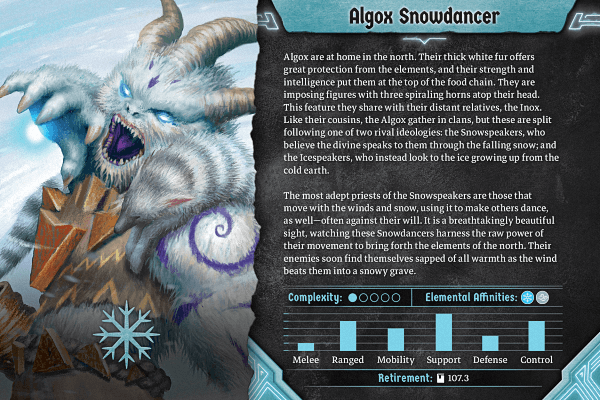 Algox Snowdancer
Algox are at home in the north. Their thick white fur offers
great protection from the elements, and their strength and
intelligence put them at the top of the food chain. They are
imposing figures with three spiraling horns atop their head.
This feature they share with their distant relatives, the Inox.
Like their cousins, the Algox gather in clans, but these are split
following one of two rival ideologies: the Snowspeakers, who
believe the divine speaks to them through the falling snow; and
the Icespeakers, who instead look to the ice growing up from the
cold earth.
The most adept priests of the Snowspeakers are those that
move with the winds and snow, using it to make others dance,
as well—often against their will. It is a breathtakingly beautiful
sight, watching these Snowdancers harness the raw power of
their movement to bring forth the elements of the north. Their
enemies soon find themselves sapped of all warmth as the wind
beats them into a snowy grave.
Complexity: Elemental Affinities:
Melee Ranged Mobility Support Defense Control
Retirement: 107.3